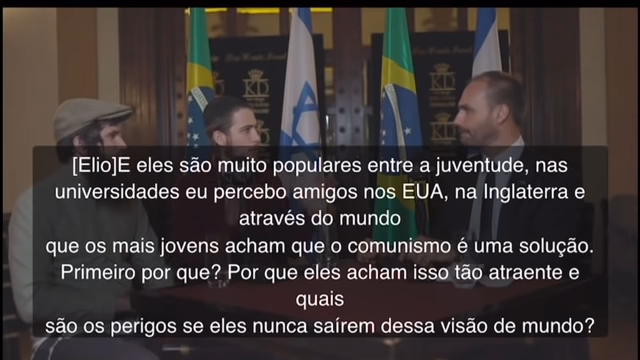 KD
KD
[Elio]E eles são muito populares entre a juventude, nas
universidades eu percebo amigos nos EUA, na Inglaterra e
através do mundo
que os mais jovens acham que o comunismo é uma solução.
Primeiro por que? Por que eles acham isso tão atraente e
quais
são os perigos se eles nunca saírem dessa visão de mundo?